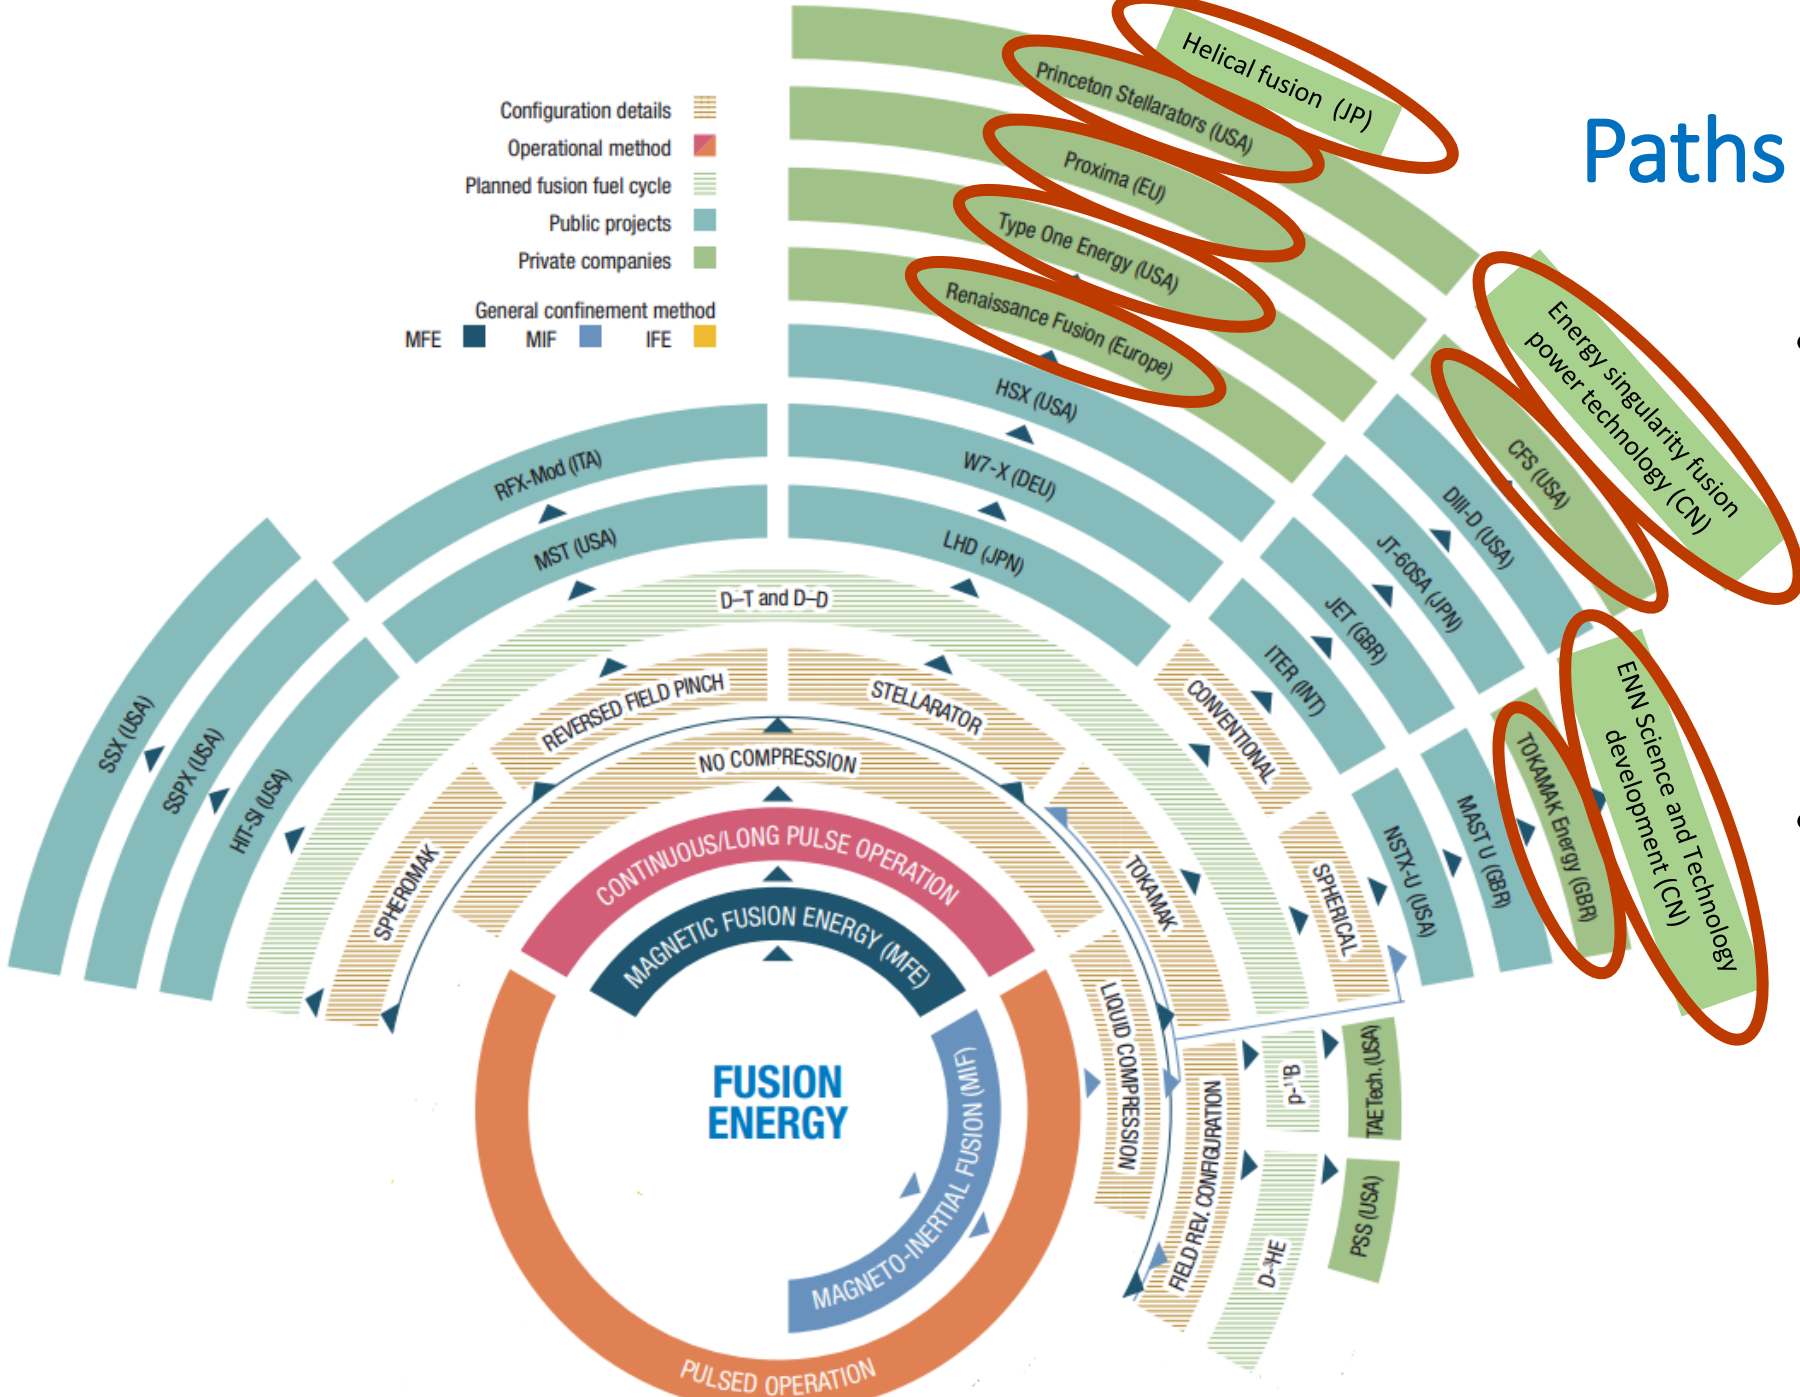 Paths
Configuration details
Operational method
Planned fusion fuel cycle
Public projects
Private companies
General confinement method
MFE
MIF
IFE
Helical fusion (JP)
Princeton Stellarators (USA)
Proxima (EU)
Type One Energy (USA)
Renaissance Fusion (Europe)
HSX (USA)
W7-X (DEU)
LHD (JPN)
RFX-Mod (ITA)
MST (USA)
SSX (USA)
SSPX (USA)
HIT-SI (USA)
Energy singularity fusion
power technology (CN)
CFS (USA)
DIII-D (USA)
JT-60SA (JPN)
JET (GBR)
ITER (INT)
ENN Science and Technology
development (CN)
TOKAMAK Energy (GBR)
MAST U (GBR)
NSTX-U (USA)
D–T and D–D
REVERSED FIELD PINCH
STELLARATOR
CONVENTIONAL
SPHERICAL
SPHEROMAK
NO COMPRESSION
TOKAMAK
CONTINUOUS/LONG PULSE OPERATION
MAGNETIC FUSION ENERGY (MFE)
LIQUID COMPRESSION
FIELD REV. CONFIGURATION
p-¹¹B
TAE Tech. (USA)
D-³HE
PSS (USA)
FUSION
ENERGY
MAGNETO-INERTIAL FUSION (MIF)
PULSED OPERATION